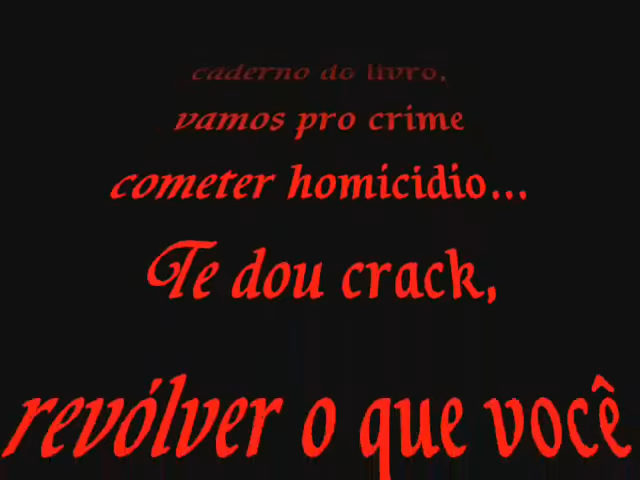 caderno do livro,
vamos pro crime
cometer homicidio...
Te dou crack,
revólver o que você